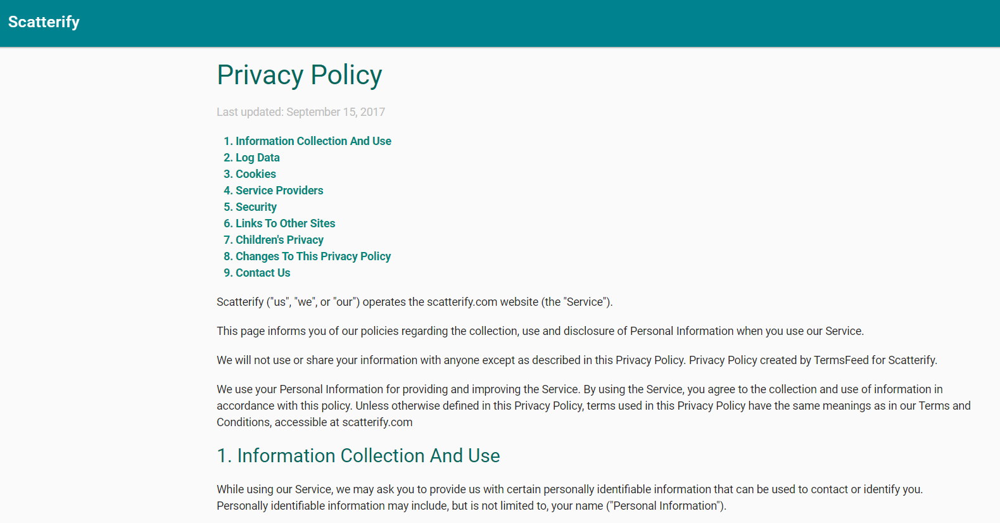 Scatterify
Privacy Policy
Last updated: September 15, 2017
1. Information Collection And Use
2. Log Data
3. Cookies
4. Service Providers
5. Security
6. Links To Other Sites
7. Children's Privacy
8. Changes To This Privacy Policy
9. Contact Us
Scatterify ("us", "we", or "our") operates the scatterify.com website (the "Service").
This page informs you of our policies regarding the collection, use and disclosure of Personal Information when you use our Service.
We will not use or share your information with anyone except as described in this Privacy Policy. Privacy Policy created by TermsFeed for Scatterify.
We use your Personal Information for providing and improving the Service. By using the Service, you agree to the collection and use of information in
accordance with this policy. Unless otherwise defined in this Privacy Policy, terms used in this Privacy Policy have the same meanings as in our Terms and
Conditions, accessible at scatterify.com
1. Information Collection And Use
While using our Service, we may ask you to provide us with certain personally identifiable information that can be used to contact or identify you.
Personally identifiable information may include, but is not limited to, your name ("Personal Information").